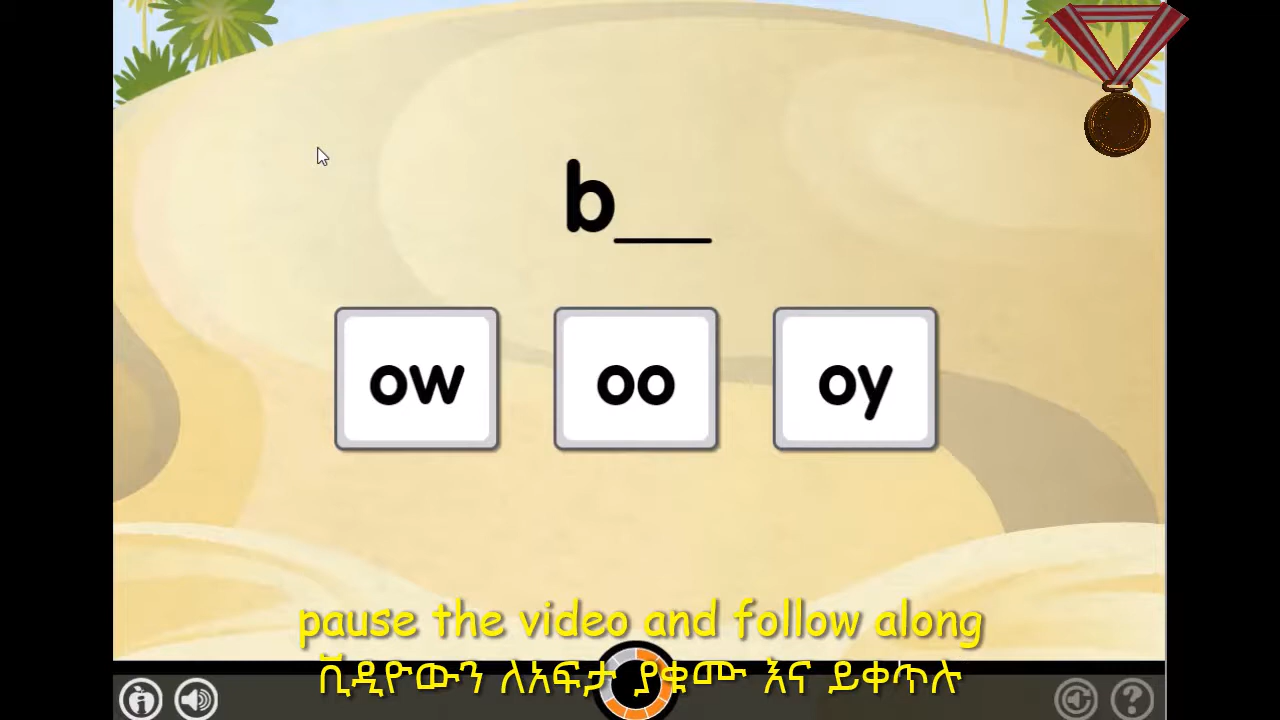 b__
ow oo oy
pause the video and follow along
ቪዲዮውን ለአፍታ ያቁሙ እና ይቀጥሉ